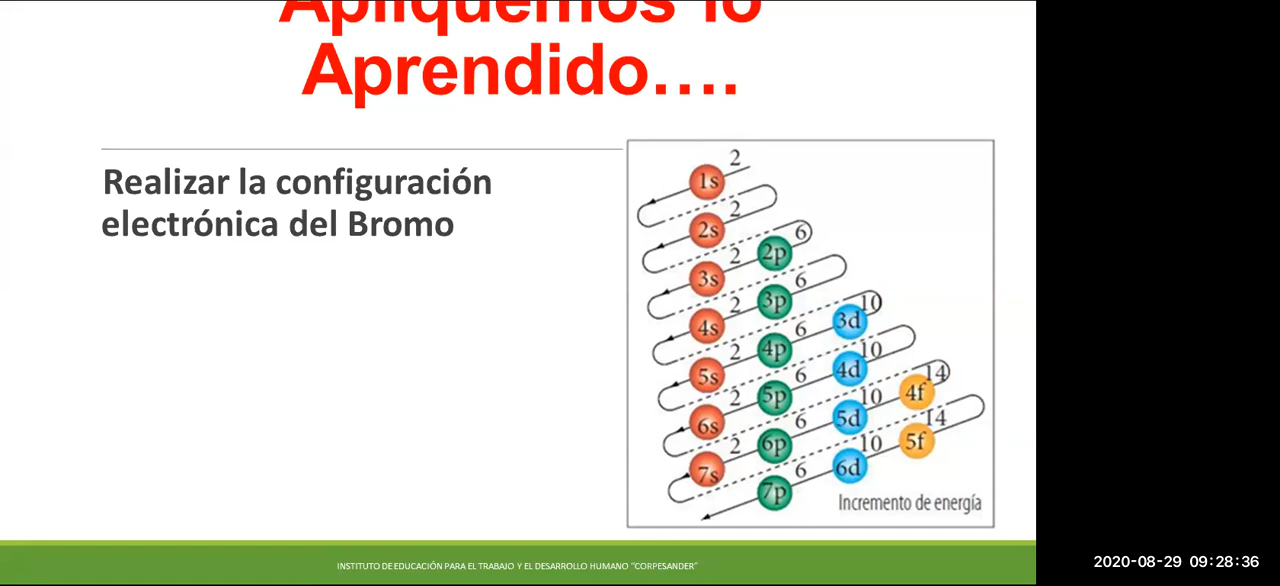 Apliquemos lo
Aprendido....
Realizar la configuración
electrónica del Bromo
2
1s
2
2s
6
2 2p
3s 6
2 3p
4s 6 3d 10
2 4p 10
5s 6 4d 14
2 5p 10 4f
6s 6 5d 14
2 6p 10 5f
7s 6 6d
7p
Incremento de energía
INSTITUTO DE EDUCACIÓN PARA EL TRABAJO Y EL DESARROLLO HUMANO "CORPESANDER"
2020-08-29 09:28:36